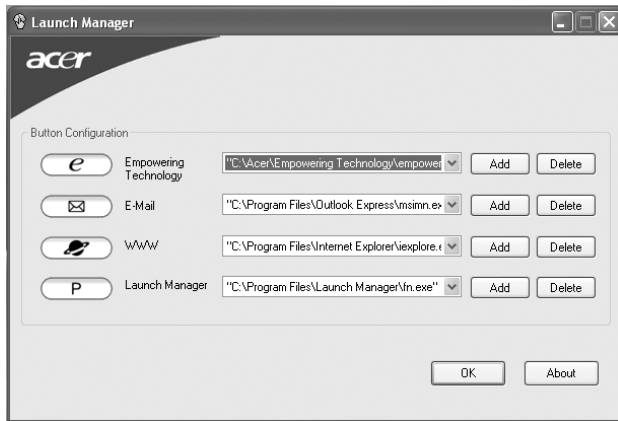 Launch Manager
acer
Button Configuration
e Empowering Technology "C:\Acer\Empowering Technology\empower Add Delete
E-Mail "C:\Program Files\Outlook Express\msimn.ex Add Delete
WWW "C:\Program Files\Internet Explorer\iexplore.e Add Delete
P Launch Manager "C:\Program Files\Launch Manager\fn.exe" Add Delete
OK About